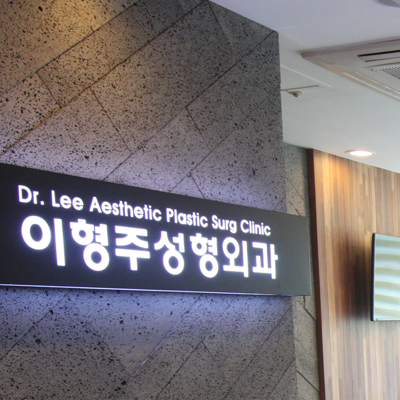 Dr. Lee Aesthetic Plastic Surg Clinic
이형주성형외과